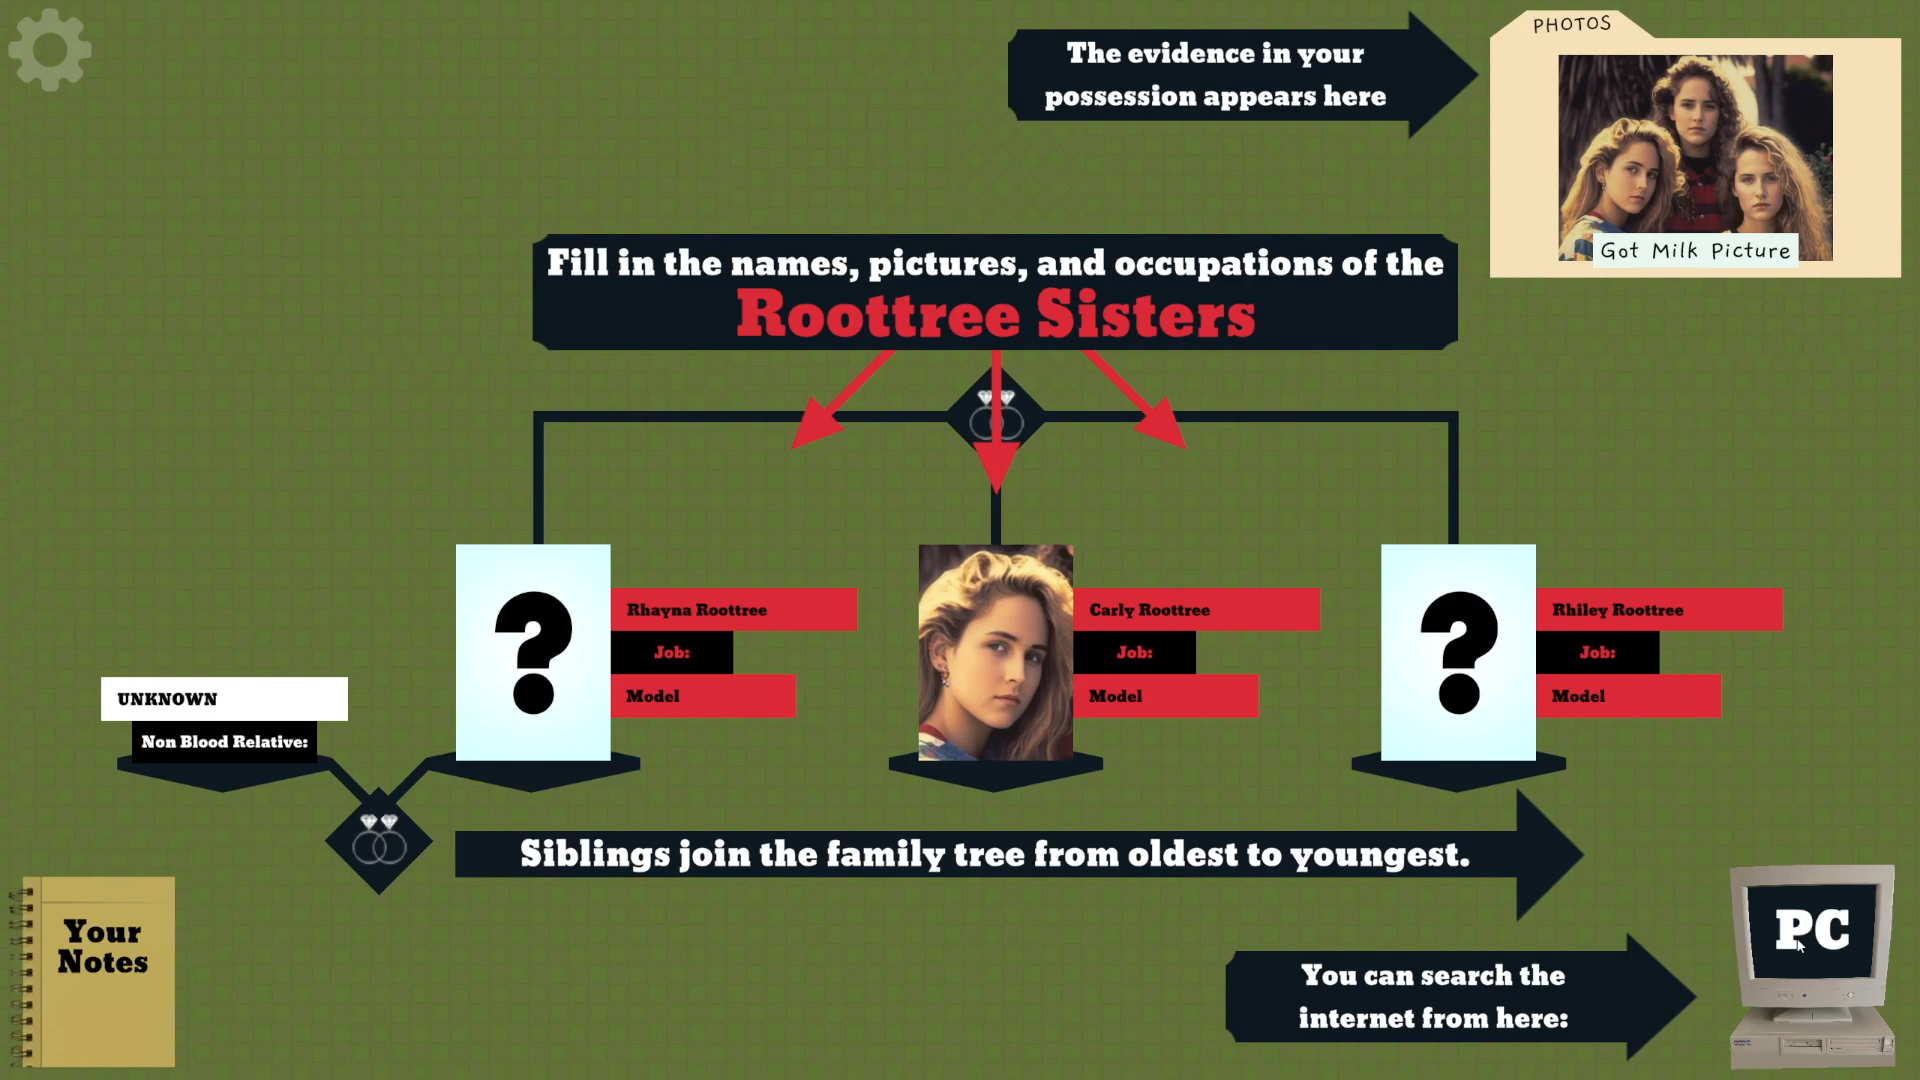 The evidence in your
possession appears here
PHOTOS
Got Milk Picture
Fill in the names, pictures, and occupations of the
Roottree Sisters
Rhayna Roottree
Job:
Model
Carly Roottree
Job:
Model
Rhiley Roottree
Job:
Model
UNKNOWN
Non Blood Relative:
Siblings join the family tree from oldest to youngest.
Your
Notes
You can search the
internet from here:
PC